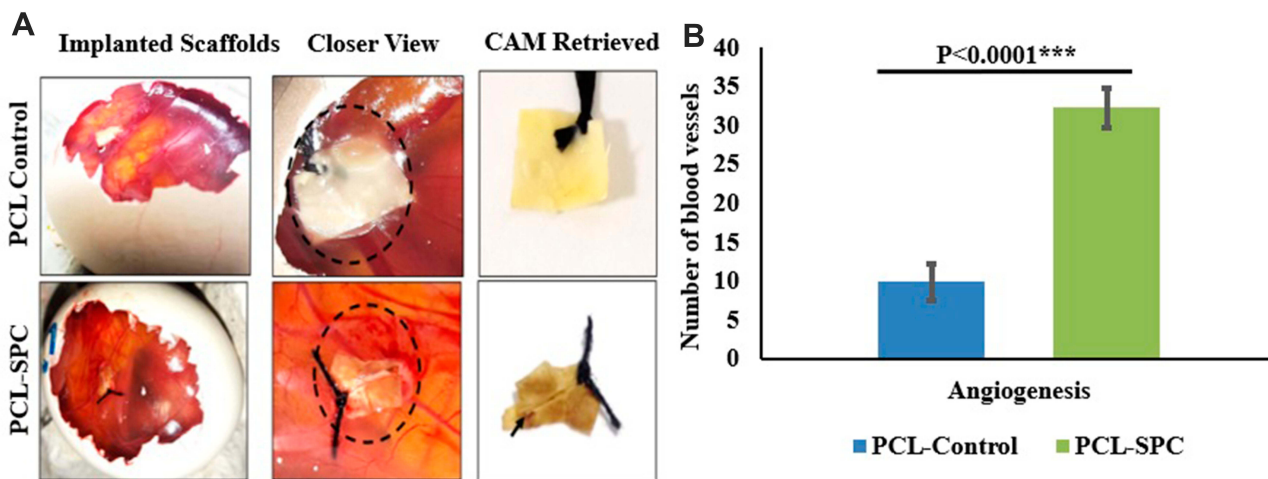 A
Implanted Scaffolds Closer View CAM Retrieved
PCL Control
PCL-SPC
B
P<0.0001***
Number of blood vessels
40
35
30
25
20
15
10
5
0
Angiogenesis
PCL-Control PCL-SPC